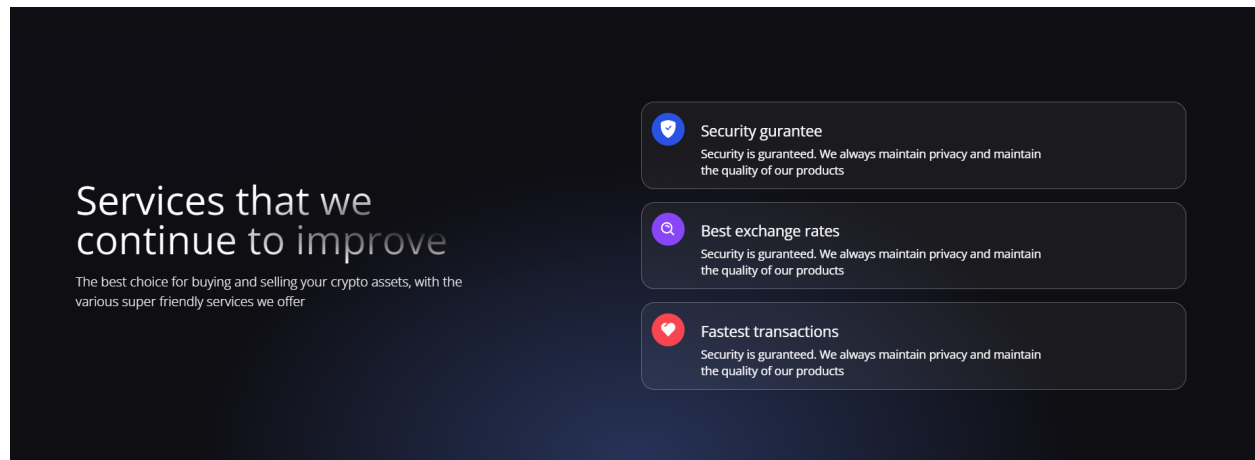 Services that we
continue to improve
The best choice for buying and selling your crypto assets, with the
various super friendly services we offer
Security gurantee
Security is guranteed. We always maintain privacy and maintain
the quality of our products
Best exchange rates
Security is guranteed. We always maintain privacy and maintain
the quality of our products
Fastest transactions
Security is guranteed. We always maintain privacy and maintain
the quality of our products